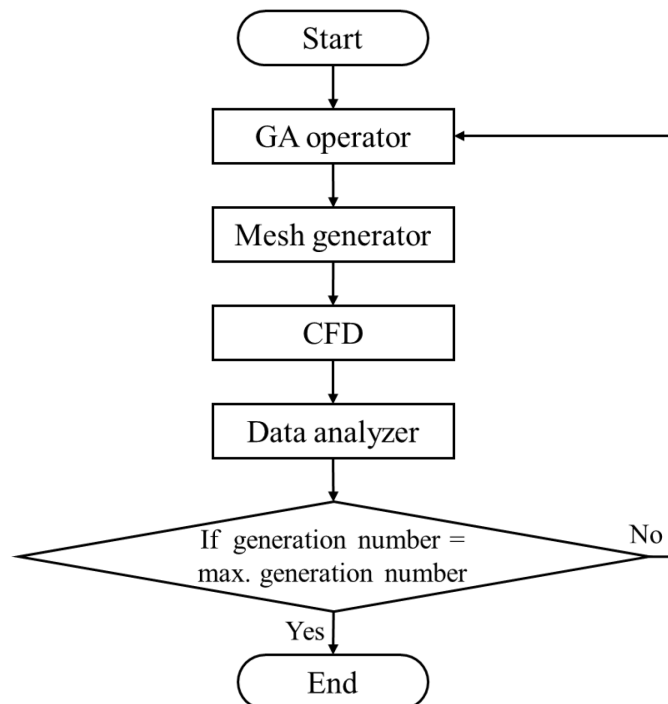 Start
GA operator
Mesh generator
CFD
Data analyzer
If generation number =
max. generation number
No
Yes
End